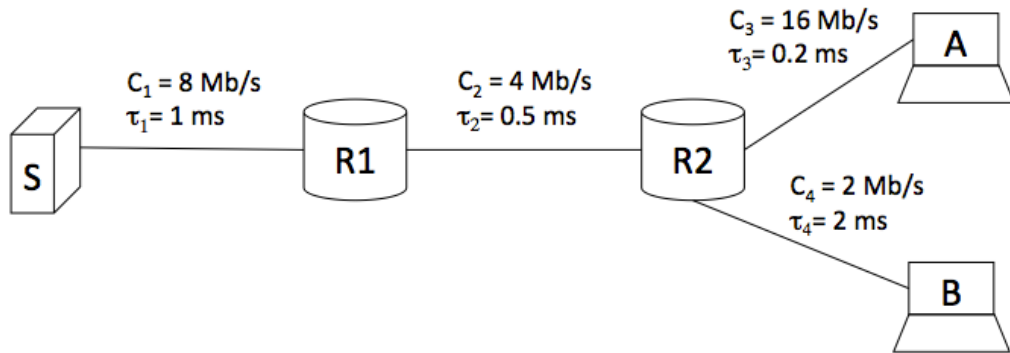 C₃ = 16 Mb/s
τ₃= 0.2 ms
A
C₁ = 8 Mb/s
τ₁= 1 ms
C₂ = 4 Mb/s
τ₂= 0.5 ms
S
R1
R2
C₄ = 2 Mb/s
τ₄= 2 ms
B